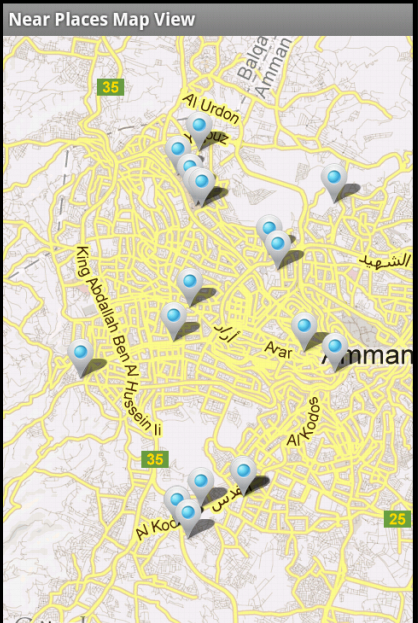 Near Places Map View
Balqa
Amman
35
Al Urdon
الشهيد
King Abdallah Ben Al Hussein Ii
أراد
Arar
Amman
Al Kodos
35
25